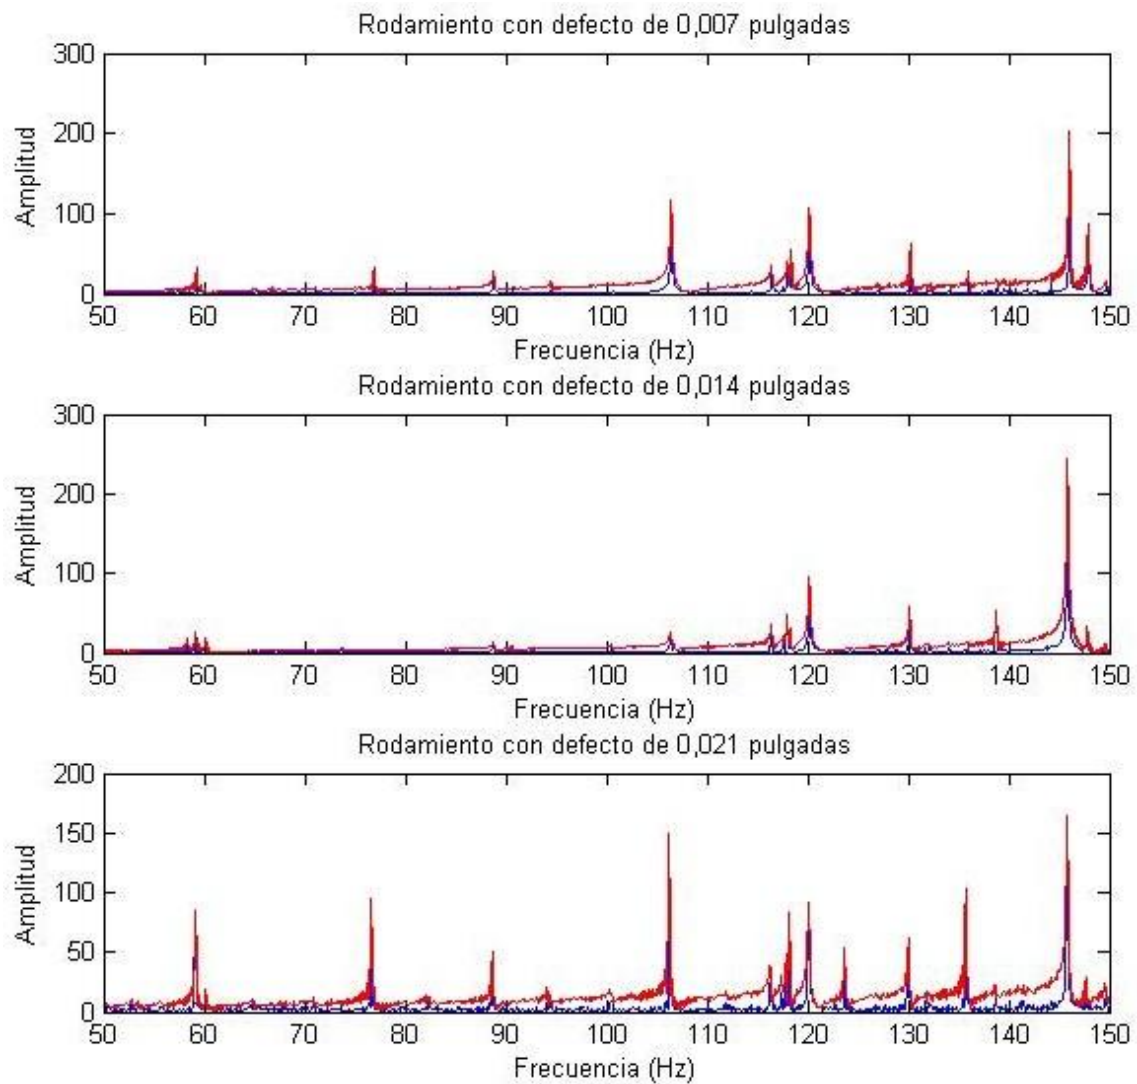 Rodamiento con defecto de 0,007 pulgadas
300
200
100
0
Amplitud
50 60 70 80 90 100 110 120 130 140 150
Frecuencia (Hz)
Rodamiento con defecto de 0,014 pulgadas
300
200
100
0
Amplitud
50 60 70 80 90 100 110 120 130 140 150
Frecuencia (Hz)
Rodamiento con defecto de 0,021 pulgadas
200
150
100
50
0
Amplitud
50 60 70 80 90 100 110 120 130 140 150
Frecuencia (Hz)